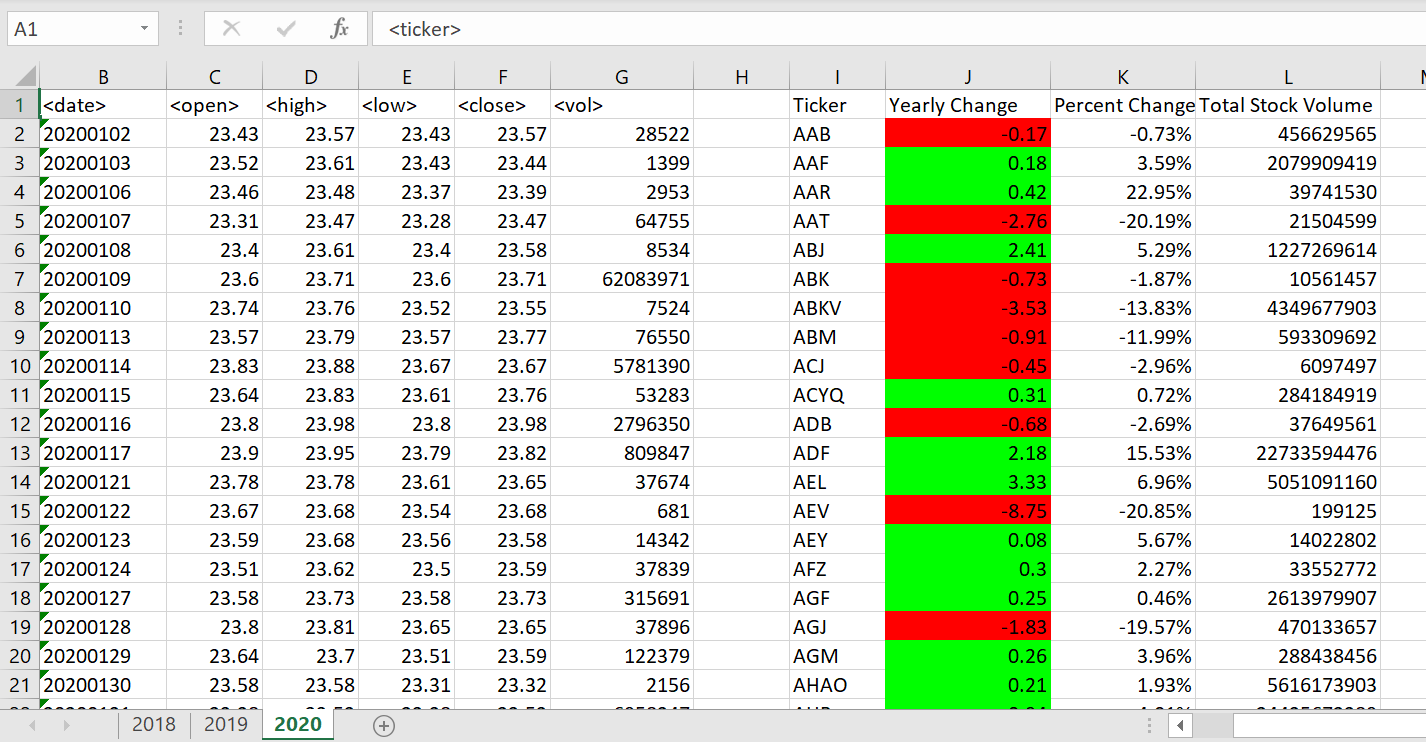 A1 fx <ticker>
B C D E F G H I J K L
1 <date> <open> <high> <low> <close> <vol> Ticker Yearly Change Percent Change Total Stock Volume
2 20200102 23.43 23.57 23.43 23.57 28522 AAB -0.17 -0.73% 456629565
3 20200103 23.52 23.61 23.43 23.44 1399 AAF 0.18 3.59% 2079909419
4 20200106 23.46 23.48 23.37 23.39 2953 AAR 0.42 22.95% 39741530
5 20200107 23.31 23.47 23.28 23.47 64755 AAT -2.76 -20.19% 21504599
6 20200108 23.4 23.61 23.4 23.58 8534 ABJ 2.41 5.29% 1227269614
7 20200109 23.6 23.71 23.6 23.71 62083971 ABK -0.73 -1.87% 10561457
8 20200110 23.74 23.76 23.52 23.55 7524 ABKV -3.53 -13.83% 4349677903
9 20200113 23.57 23.79 23.57 23.77 76550 ABM -0.91 -11.99% 593309692
10 20200114 23.83 23.88 23.67 23.67 5781390 ACJ -0.45 -2.96% 6097497
11 20200115 23.64 23.83 23.61 23.76 53283 ACYQ 0.31 0.72% 284184919
12 20200116 23.8 23.98 23.8 23.98 2796350 ADB -0.68 -2.69% 37649561
13 20200117 23.9 23.95 23.79 23.82 809847 ADF 2.18 15.53% 22733594476
14 20200121 23.78 23.78 23.61 23.65 37674 AEL 3.33 6.96% 5051091160
15 20200122 23.67 23.68 23.54 23.68 681 AEV -8.75 -20.85% 199125
16 20200123 23.59 23.68 23.56 23.58 14342 AEY 0.08 5.67% 14022802
17 20200124 23.51 23.62 23.5 23.59 37839 AFZ 0.3 2.27% 33552772
18 20200127 23.58 23.73 23.58 23.73 315691 AGF 0.25 0.46% 2613979907
19 20200128 23.8 23.81 23.65 23.65 37896 AGJ -1.83 -19.57% 470133657
20 20200129 23.64 23.7 23.51 23.59 122379 AGM 0.26 3.96% 288438456
21 20200130 23.58 23.58 23.31 23.32 2156 AHAO 0.21 1.93% 5616173903
2018 2019 2020